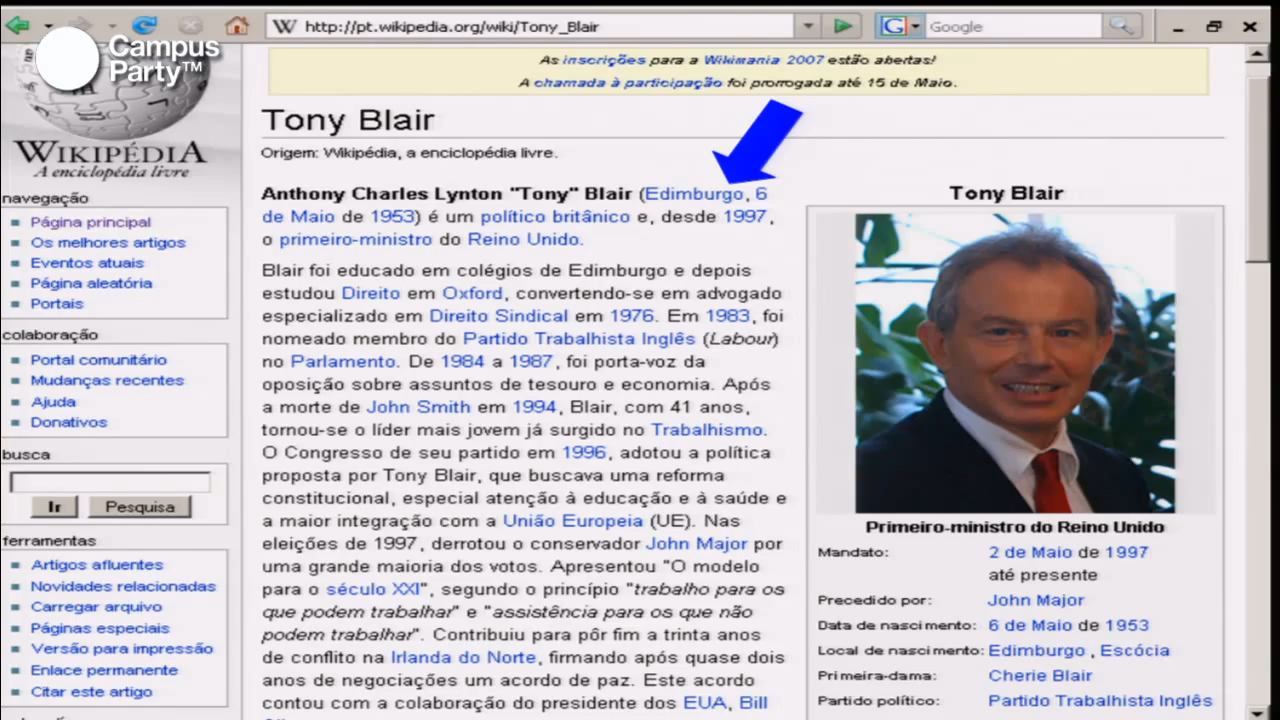 http://pt.wikipedia.org/wiki/Tony_Blair
Google
Campus
Party™
WIKIPÉDIA
A enciclopédia livre
navegação
Página principal
Os melhores artigos
Eventos atuais
Página aleatória
Portais
colaboração
Portal comunitário
Mudanças recentes
Ajuda
Donativos
busca
Ir
Pesquisa
ferramentas
Artigos afluentes
Novidades relacionadas
Carregar arquivo
Páginas especiais
Versão para impressão
Enlace permanente
Citar este artigo
As inscrições para a Wikimania 2007 estão abertas!
A chamada à participação foi prorrogada até 15 de Maio.
Tony Blair
Origem: Wikipédia, a enciclopédia livre.
Anthony Charles Lynton "Tony" Blair (Edimburgo, 6
de Maio de 1953) é um político britânico e, desde 1997,
o primeiro-ministro do Reino Unido.
Blair foi educado em colégios de Edimburgo e depois
estudou Direito em Oxford, convertendo-se em advogado
especializado em Direito Sindical em 1976. Em 1983, foi
nomeado membro do Partido Trabalhista Inglês (Labour)
no Parlamento. De 1984 a 1987, foi porta-voz da
oposição sobre assuntos de tesouro e economia. Após
a morte de John Smith em 1994, Blair, com 41 anos,
tornou-se o líder mais jovem já surgido no Trabalhismo.
O Congresso de seu partido em 1996, adotou a política
proposta por Tony Blair, que buscava uma reforma
constitucional, especial atenção à educação e à saúde e
a maior integração com a União Europeia (UE). Nas
eleições de 1997, derrotou o conservador John Major por
uma grande maioria dos votos. Apresentou "O modelo
para o século XXI", segundo o princípio "trabalho para os
que podem trabalhar" e "assistência para os que não
podem trabalhar". Contribuiu para pôr fim a trinta anos
de conflito na Irlanda do Norte, firmando após quase dois
anos de negociações um acordo de paz. Este acordo
contou com a colaboração do presidente dos EUA, Bill
Tony Blair
Primeiro-ministro do Reino Unido
Mandato: 2 de Maio de 1997
até presente
Precedido por: John Major
Data de nascimento: 6 de Maio de 1953
Local de nascimento: Edimburgo , Escócia
Primeira-dama: Cherie Blair
Partido político: Partido Trabalhista Inglês